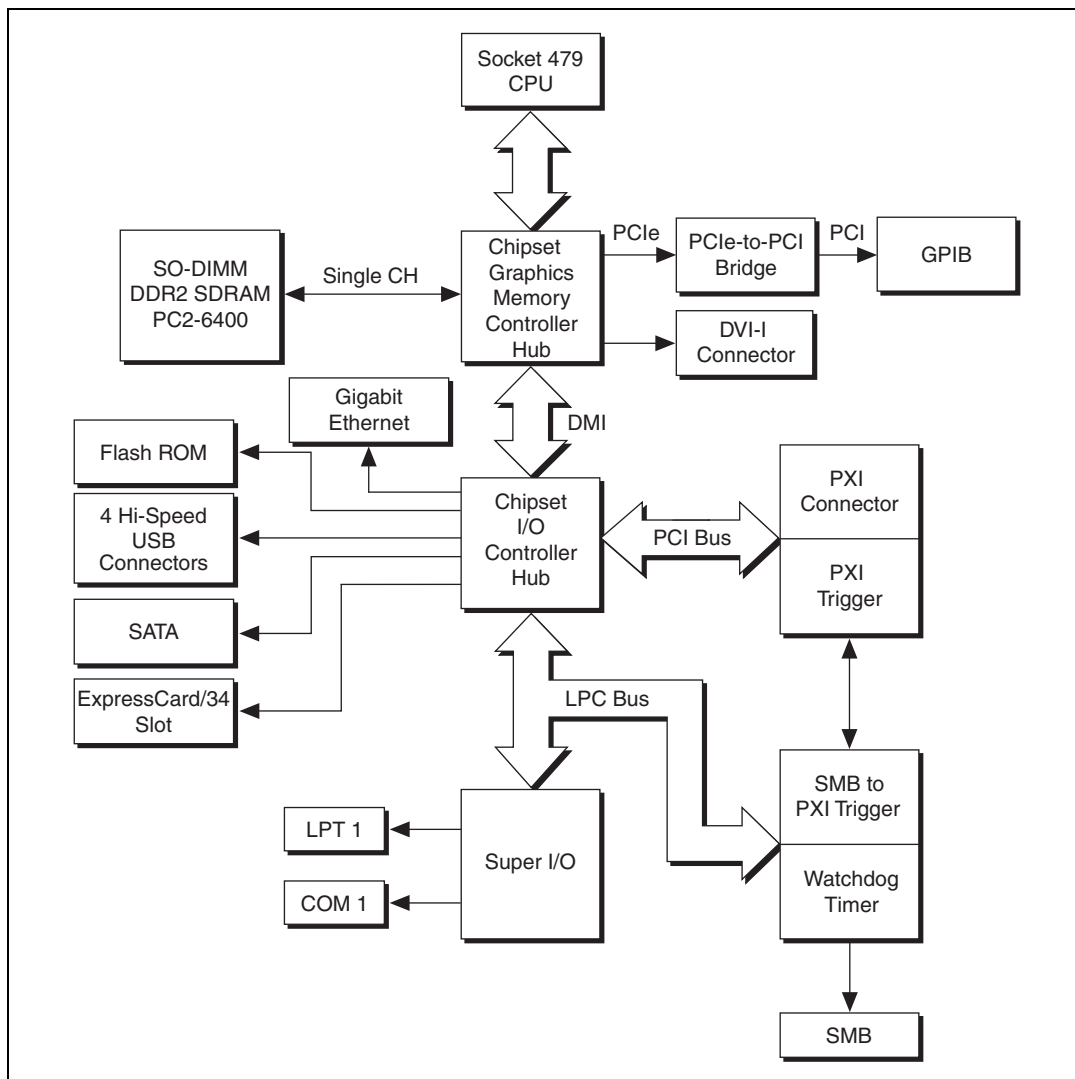 Socket 479
CPU
SO-DIMM
DDR2 SDRAM
PC2-6400
Single CH
Chipset
Graphics
Memory
Controller
Hub
PCIe
PCIe-to-PCI
Bridge
PCI
GPIB
DVI-I
Connector
DMI
Gigabit
Ethernet
Flash ROM
4 Hi-Speed
USB
Connectors
SATA
ExpressCard/34
Slot
Chipset
I/O
Controller
Hub
PCI Bus
PXI
Connector
PXI
Trigger
LPC Bus
LPT 1
COM 1
Super I/O
SMB to
PXI Trigger
Watchdog
Timer
SMB